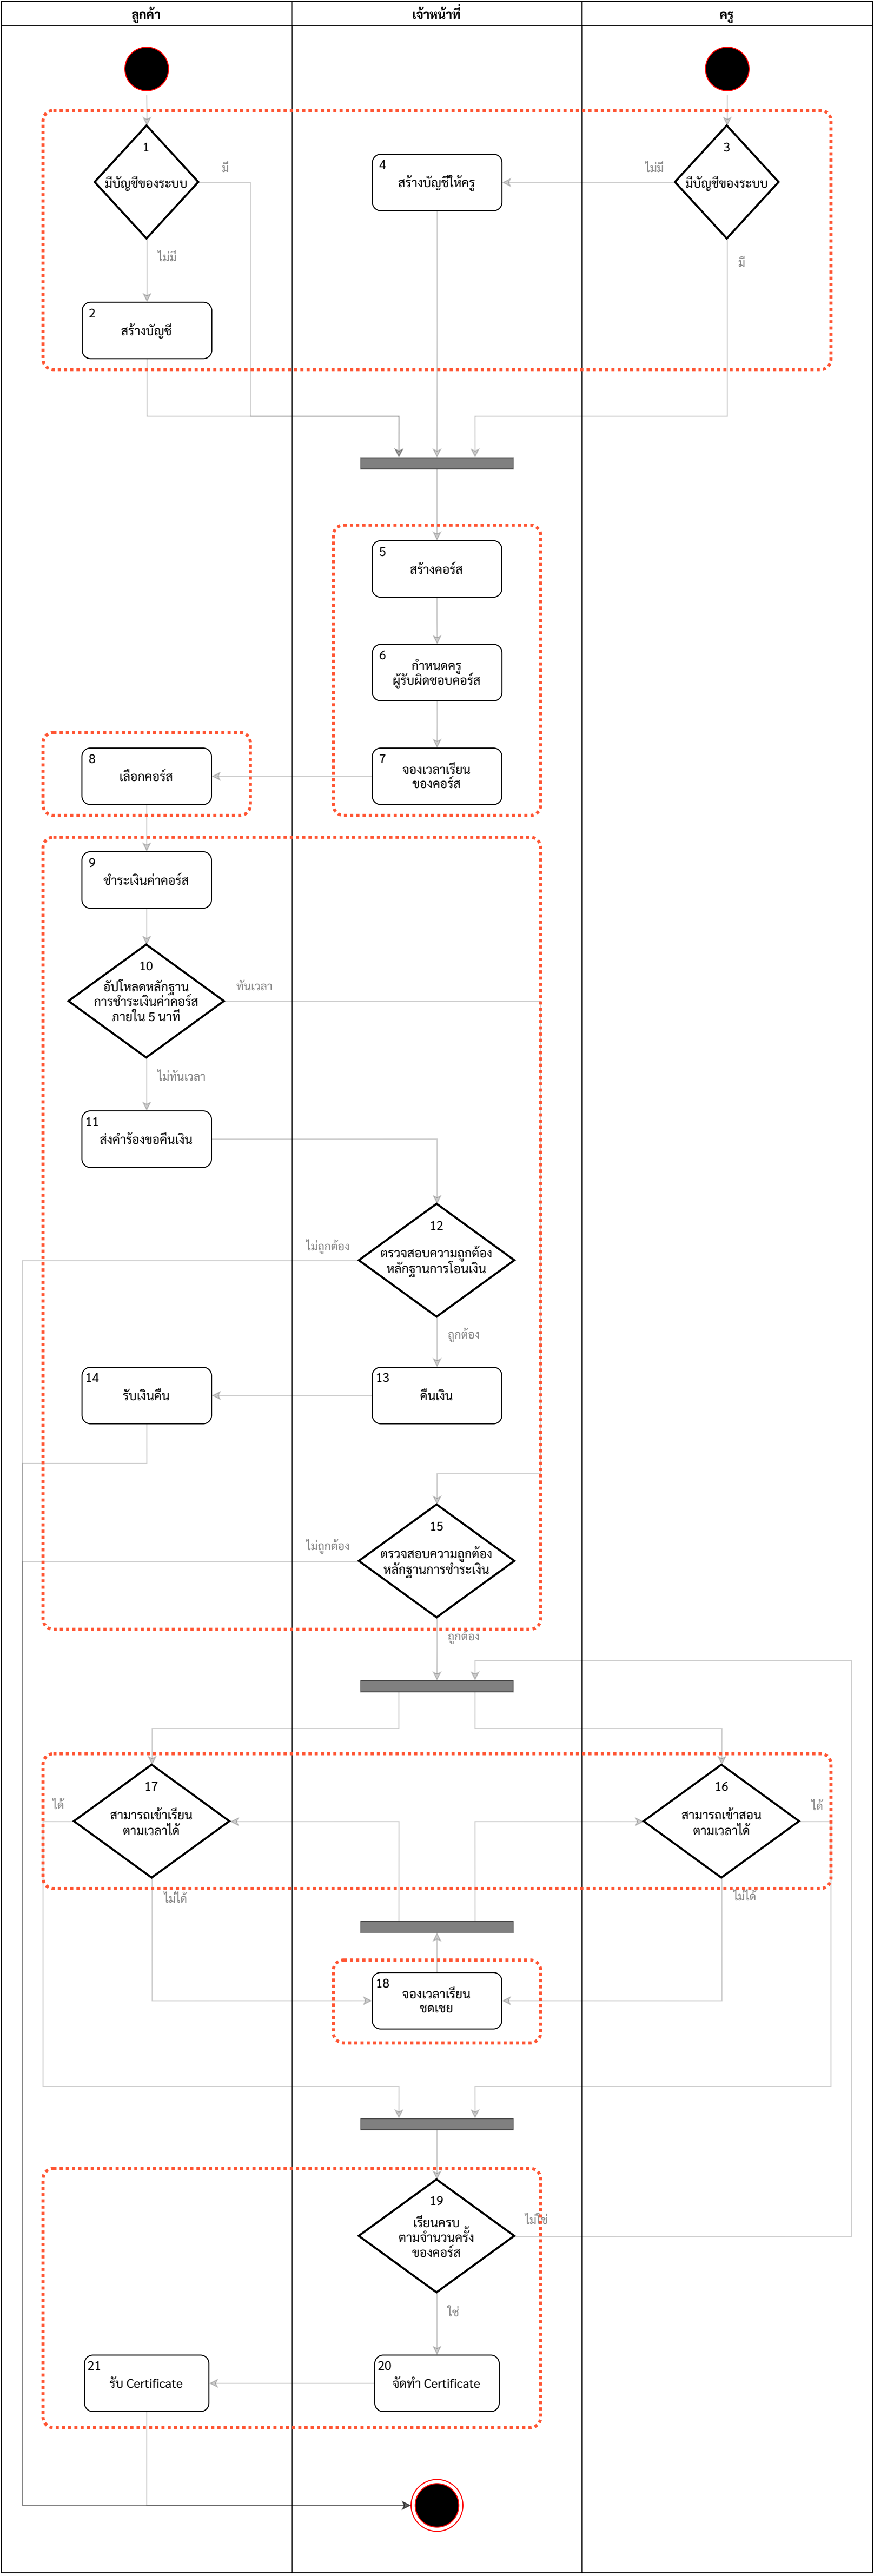 ลูกค้า
เจ้าหน้าที่
ครู
1
มีบัญชีของระบบ
มี
ไม่มี
2
สร้างบัญชี
4
สร้างบัญชีให้ครู
3
มีบัญชีของระบบ
ไม่มี
มี
5
สร้างคอร์ส
6
กำหนดครู
ผู้รับผิดชอบคอร์ส
7
จองเวลาเรียน
ของคอร์ส
8
เลือกคอร์ส
9
ชำระเงินค่าคอร์ส
10
อัปโหลดหลักฐาน
การชำระเงินค่าคอร์ส
ภายใน 5 นาที
ทันเวลา
ไม่ทันเวลา
11
ส่งคำร้องขอคืนเงิน
12
ตรวจสอบความถูกต้อง
หลักฐานการโอนเงิน
ไม่ถูกต้อง
ถูกต้อง
13
คืนเงิน
14
รับเงินคืน
15
ตรวจสอบความถูกต้อง
หลักฐานการชำระเงิน
ไม่ถูกต้อง
ถูกต้อง
17
สามารถเข้าเรียน
ตามเวลาได้
ได้
ไม่ได้
16
สามารถเข้าสอน
ตามเวลาได้
ได้
ไม่ได้
18
จองเวลาเรียน
ชดเชย
19
เรียนครบ
ตามจำนวนครั้ง
ของคอร์ส
ไม่ใช่
ใช่
20
จัดทำ Certificate
21
รับ Certificate